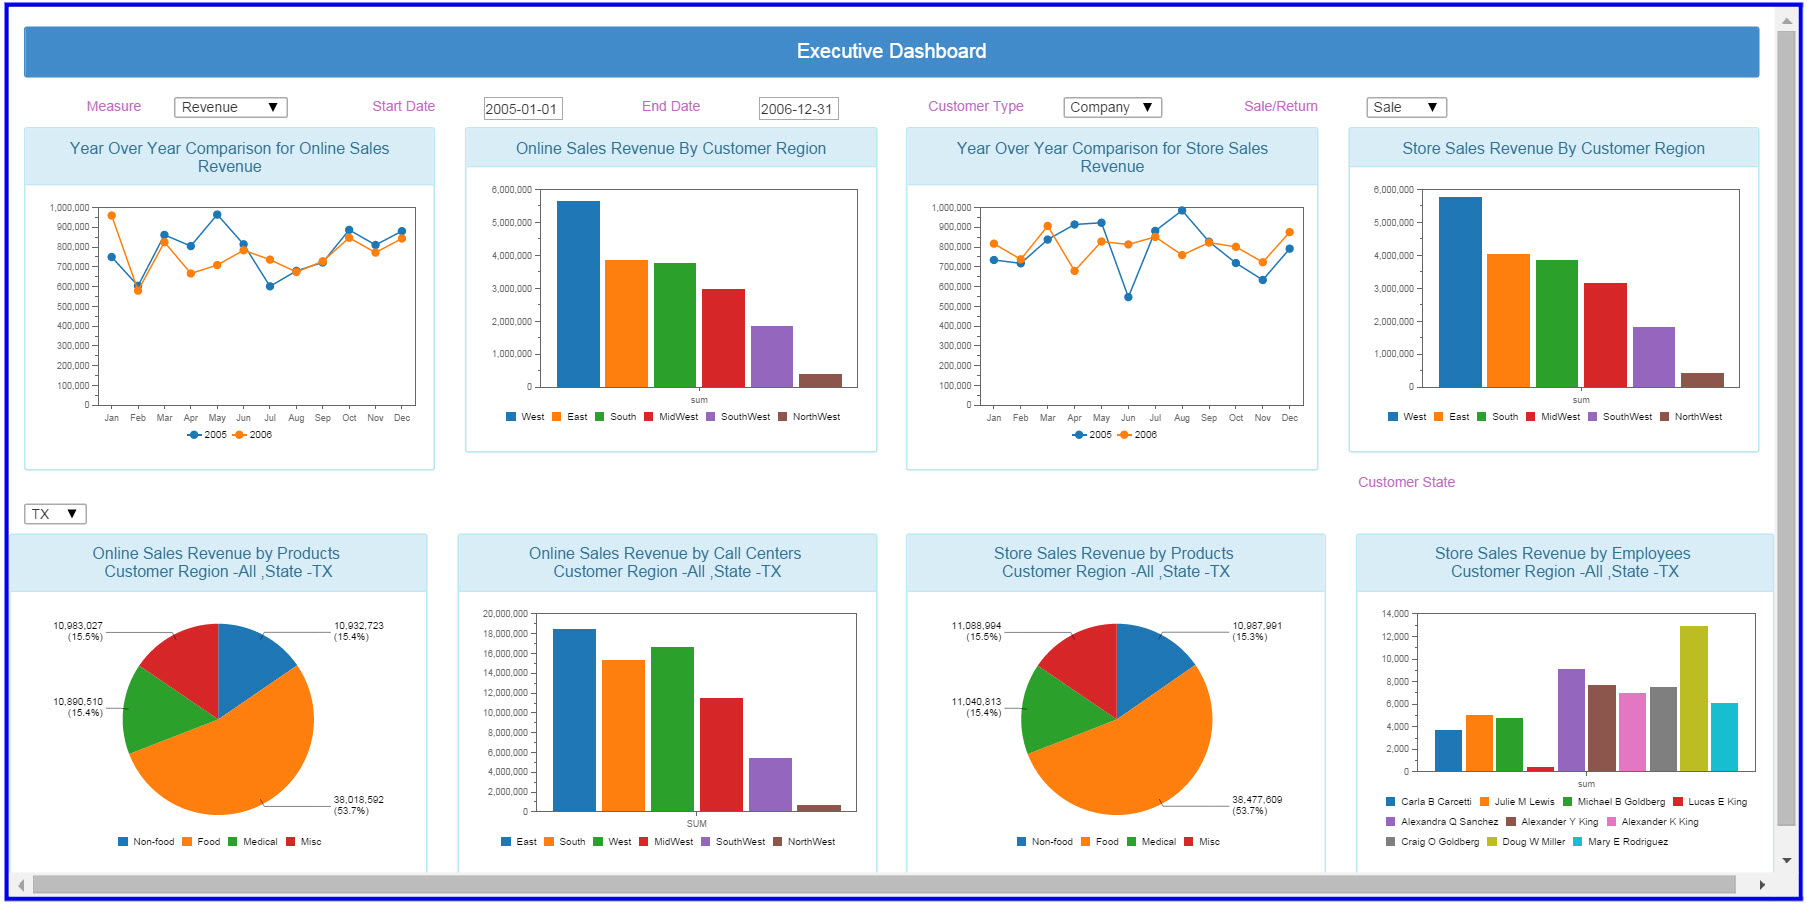 Executive Dashboard
Measure Revenue ▼ Start Date 2005-01-01 End Date 2006-12-31 Customer Type Company ▼ Sale/Return Sale ▼
Year Over Year Comparison for Online Sales
Revenue
1,000,000
900,000
800,000
700,000
600,000
500,000
400,000
300,000
200,000
100,000
0
Jan Feb Mar Apr May Jun Jul Aug Sep Oct Nov Dec
2005 2006
Online Sales Revenue By Customer Region
6,000,000
5,000,000
4,000,000
3,000,000
2,000,000
1,000,000
0
sum
West East South MidWest SouthWest NorthWest
Year Over Year Comparison for Store Sales
Revenue
1,000,000
900,000
800,000
700,000
600,000
500,000
400,000
300,000
200,000
100,000
0
Jan Feb Mar Apr May Jun Jul Aug Sep Oct Nov Dec
2005 2006
Store Sales Revenue By Customer Region
6,000,000
5,000,000
4,000,000
3,000,000
2,000,000
1,000,000
0
sum
West East South MidWest SouthWest NorthWest
Customer State
TX ▼
Online Sales Revenue by Products
Customer Region -All ,State -TX
10,983,027
(15.5%)
10,932,723
(15.4%)
10,890,510
(15.4%)
38,018,592
(53.7%)
Non-food Food Medical Misc
Online Sales Revenue by Call Centers
Customer Region -All ,State -TX
20,000,000
18,000,000
16,000,000
14,000,000
12,000,000
10,000,000
8,000,000
6,000,000
4,000,000
2,000,000
0
SUM
East South West MidWest SouthWest NorthWest
Store Sales Revenue by Products
Customer Region -All ,State -TX
11,088,994
(15.5%)
10,987,991
(15.3%)
11,040,813
(15.4%)
38,477,609
(53.7%)
Non-food Food Medical Misc
Store Sales Revenue by Employees
Customer Region -All ,State -TX
14,000
12,000
10,000
8,000
6,000
4,000
2,000
0
sum
Carla B Carcetti Julie M Lewis Michael B Goldberg Lucas E King
Alexandra Q Sanchez Alexander Y King Alexander K King
Craig O Goldberg Doug W Miller Mary E Rodriguez